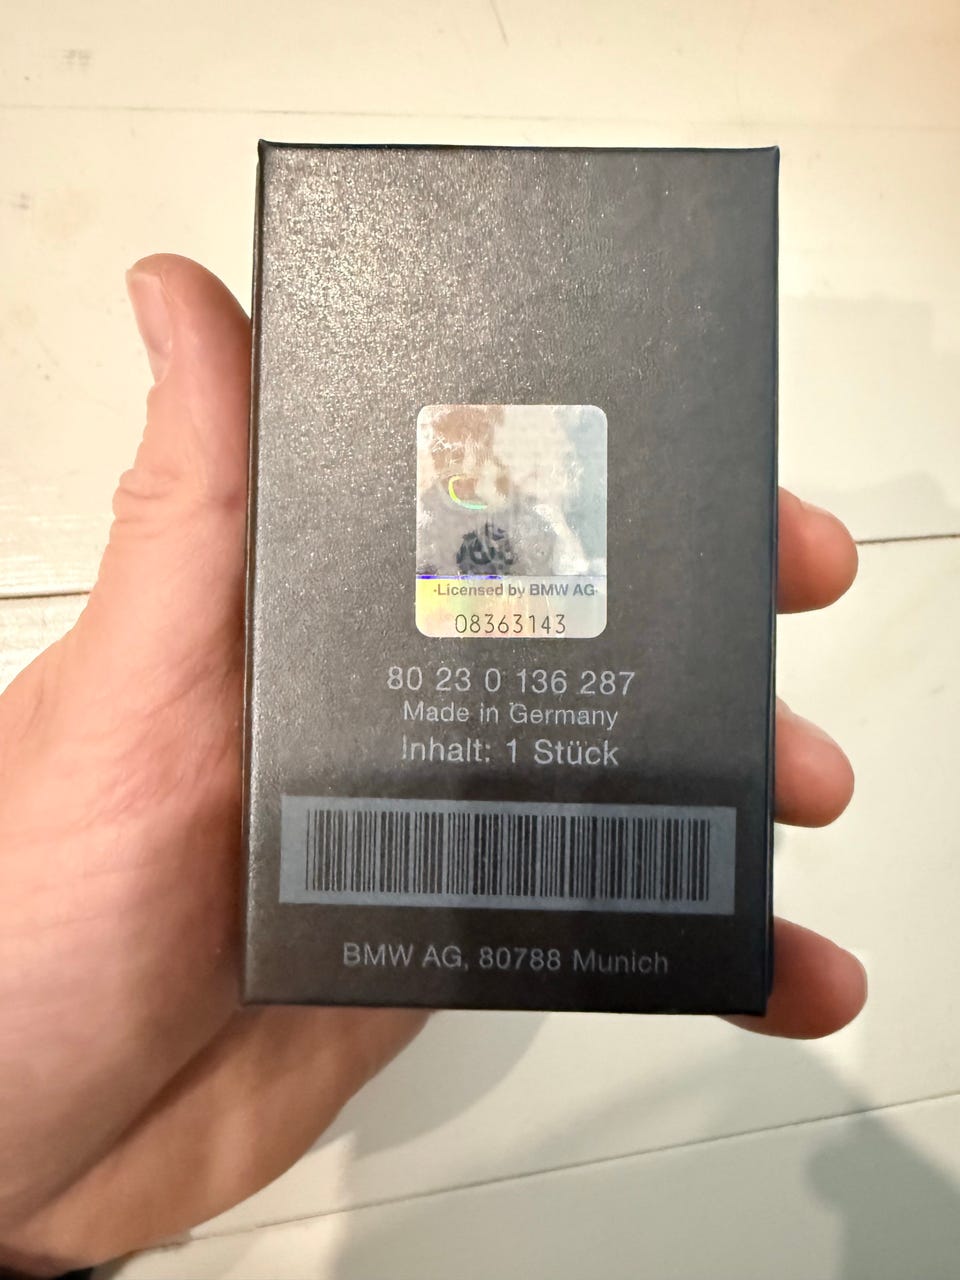 ·Licensed by BMW AG·
08363143
80 23 0 136 287
Made in Germany
Inhalt: 1 Stück
BMW AG, 80788 Munich